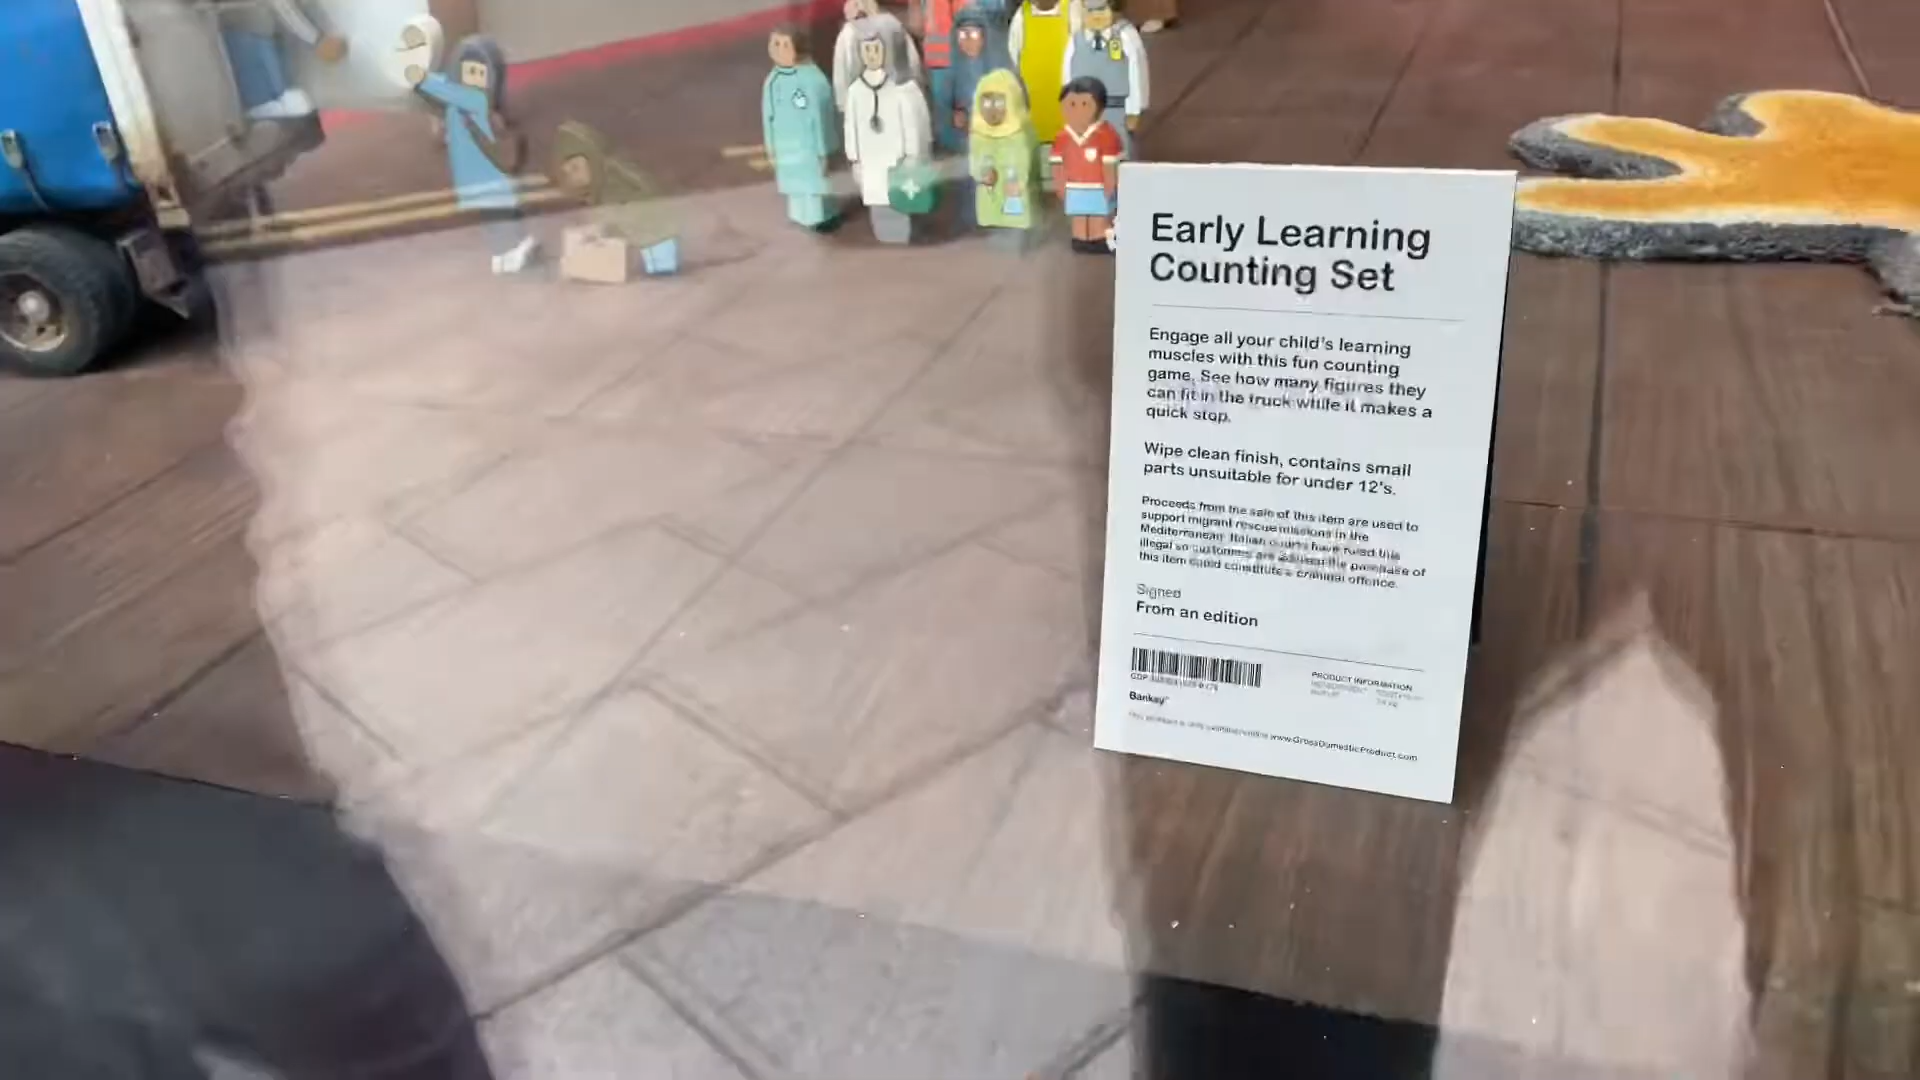 Early Learning
Counting Set
Engage all your child's learning
muscles with this fun counting
game. See how many figures they
can fit in the truck while it makes a
quick stop.
Wipe clean finish, contains small
parts unsuitable for under 12's.
Proceeds from the sale of this item are used to
support migrant rescue missions in the
Mediterranean. Italian courts have ruled this
illegal so customers are advised the purchase of
this item could constitute a criminal offence.
Signed
From an edition
GDP
PRODUCT INFORMATION
Banksy™
www.GrossDomesticProduct.com